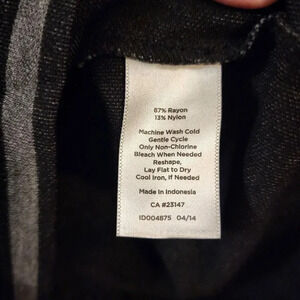 87% Rayon
13% Nylon
Machine Wash Cold
Gentle Cycle
Only Non-Chlorine
Bleach When Needed
Reshape,
Lay Flat to Dry
Cool Iron, If Needed
Made in Indonesia
CA #23147
ID004875 04/14